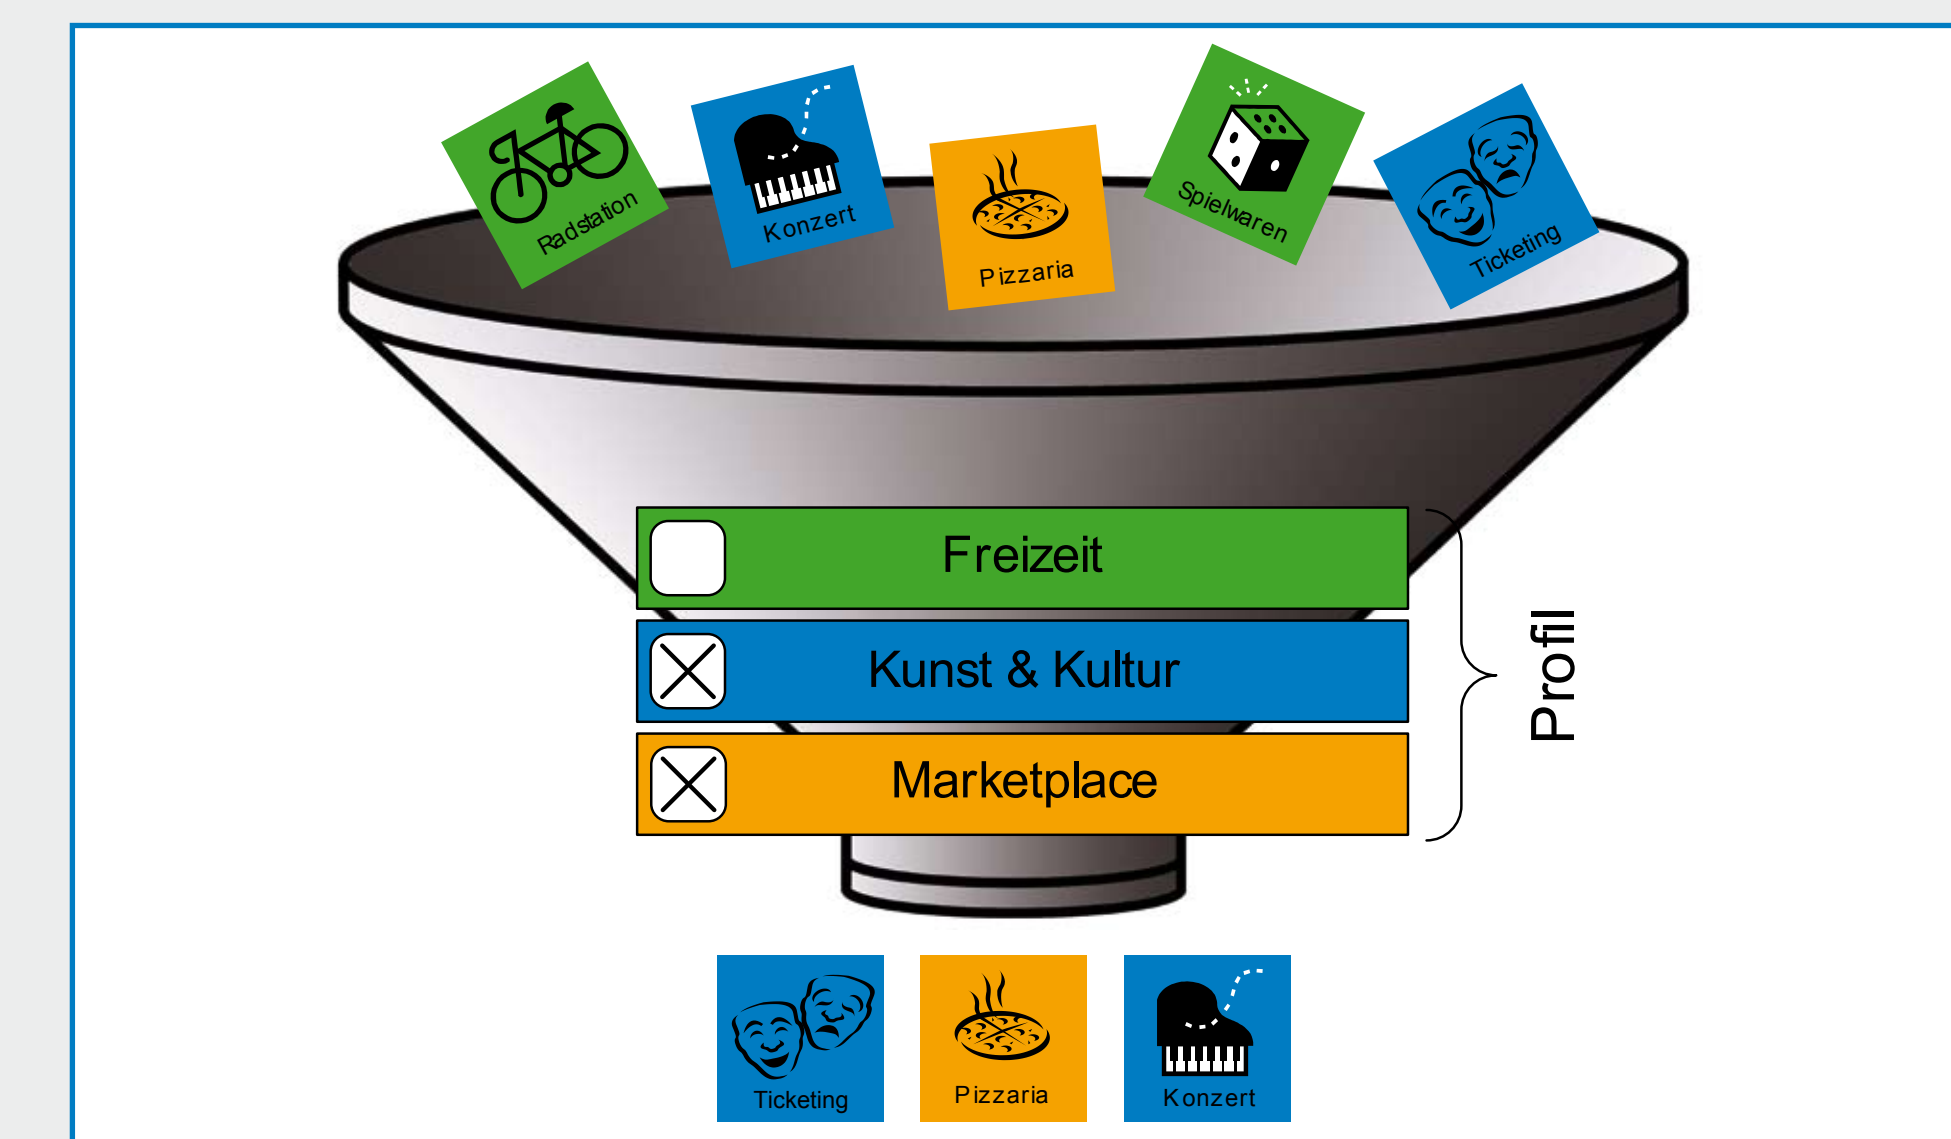 Radstation
Konzert
Pizzaria
Spielwaren
Ticketing
Freizeit
Kunst & Kultur
Marketplace
Profil
Ticketing
Pizzaria
Konzert